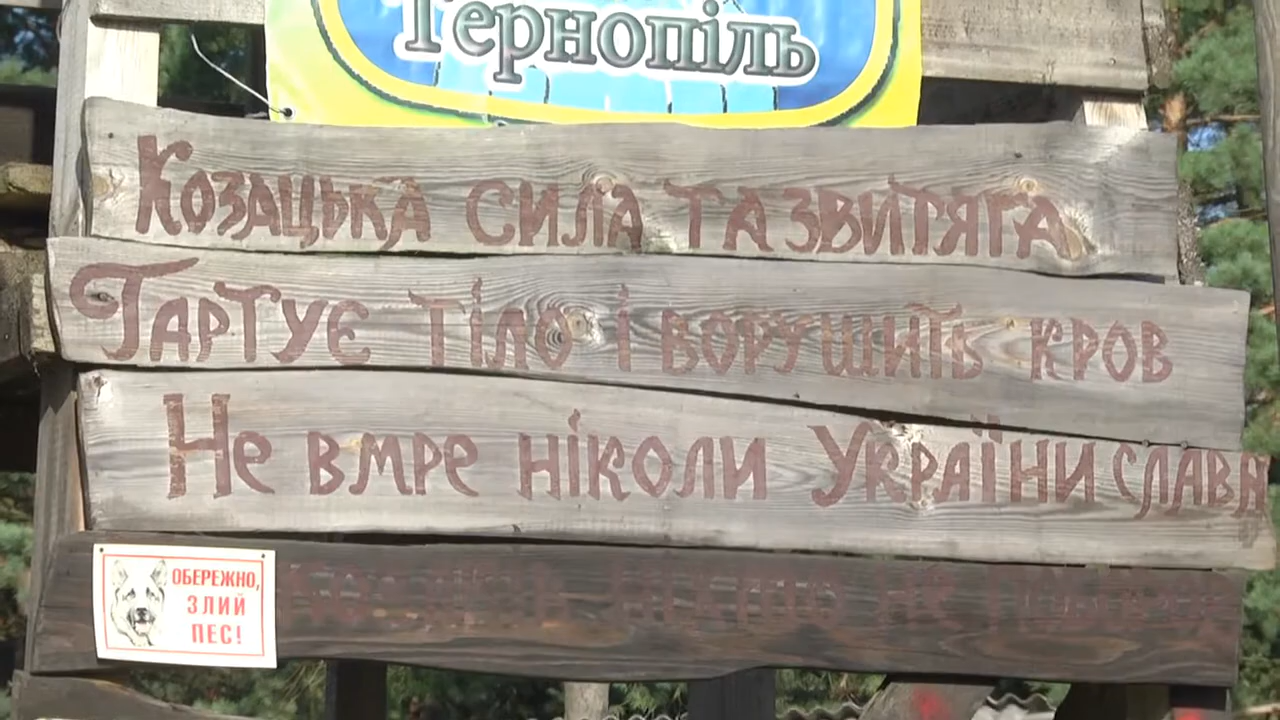 Тернопіль
Козацька сила та звитяга
Гартує тіло і ворушить кров
Не вмре ніколи України слава
ОБЕРЕЖНО,
ЗЛИЙ
ПЕС!